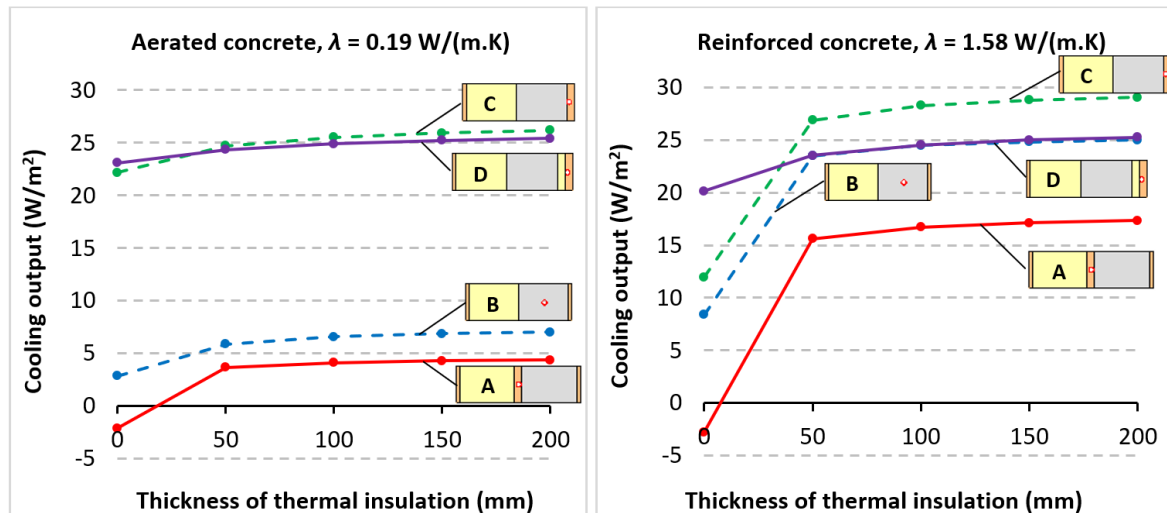 Aerated concrete, λ = 0.19 W/(m.K)
Cooling output (W/m²)
30
25
20
15
10
5
0
-5
0 50 100 150 200
C
D
B
A
Thickness of thermal insulation (mm)
Reinforced concrete, λ = 1.58 W/(m.K)
Cooling output (W/m²)
30
25
20
15
10
5
0
-5
0 50 100 150 200
C
B
D
A
Thickness of thermal insulation (mm)